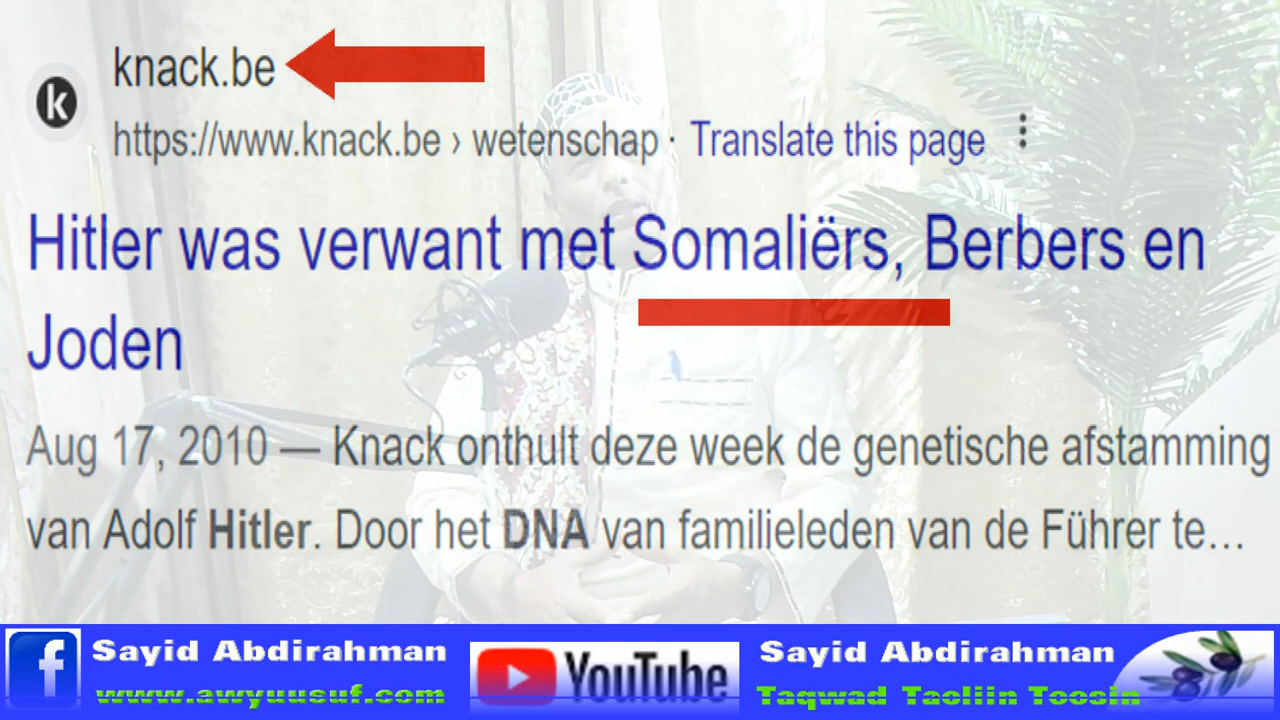 knack.be
k
https://www.knack.be › wetenschap · Translate this page
Hitler was verwant met Somaliërs, Berbers en
Joden
Aug 17, 2010 — Knack onthult deze week de genetische afstamming
van Adolf Hitler. Door het DNA van familieleden van de Führer te...
f
Sayid Abdirahman
www.awyuusuf.com
YouTube
Sayid Abdirahman
Taqwad Taoliin Toosin